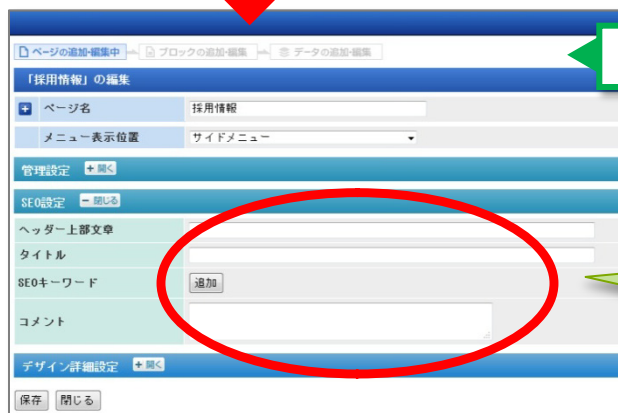 ページの追加・編集中 ブロックの追加・編集 データの追加・編集
「採用情報」の編集
ページ名 採用情報
メニュー表示位置 サイドメニュー
管理設定 +開く
SEO設定 -閉じる
ヘッダー上部文章
タイトル
SEOキーワード 追加
コメント
デザイン詳細設定 +開く
保存 閉じる